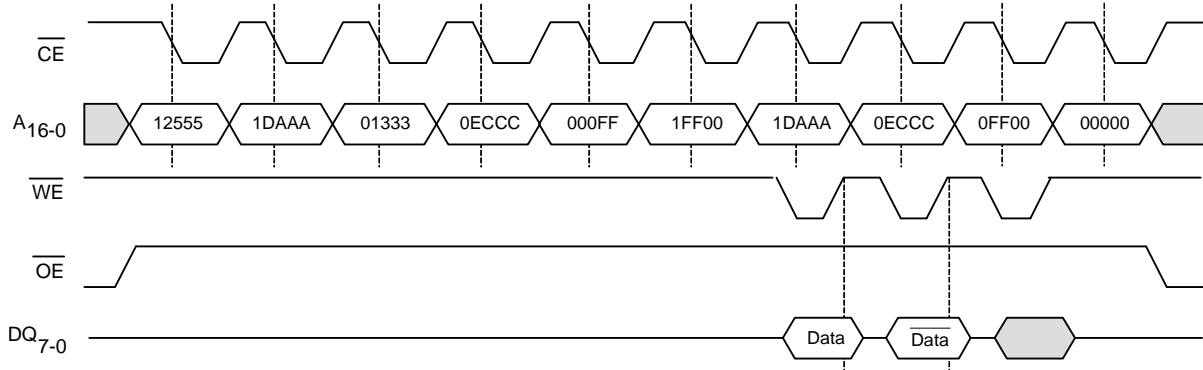 CE
A16-0 12555 1DAAA 01333 0ECCC 000FF 1FF00 1DAAA 0ECCC 0FF00 00000
WE
OE
DQ7-0 Data Data